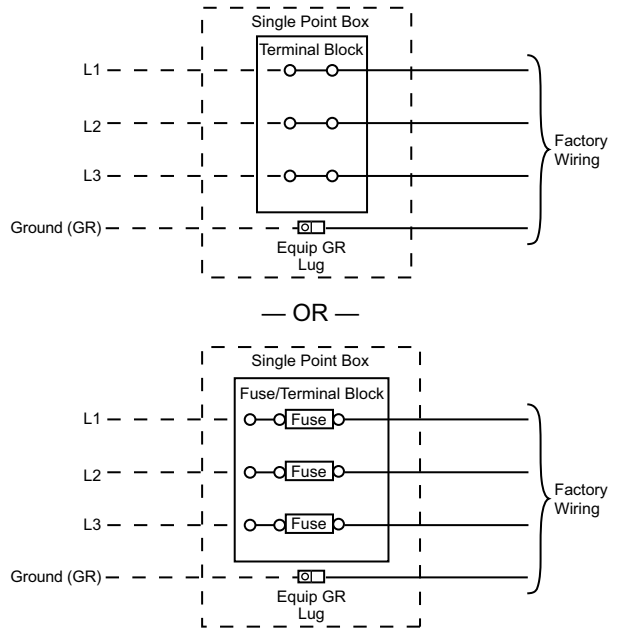 Single Point Box
Terminal Block
L1
L2
L3
Factory
Wiring
Ground (GR)
Equip GR
Lug
— OR —
Single Point Box
Fuse/Terminal Block
L1
Fuse
L2
Fuse
L3
Fuse
Factory
Wiring
Ground (GR)
Equip GR
Lug